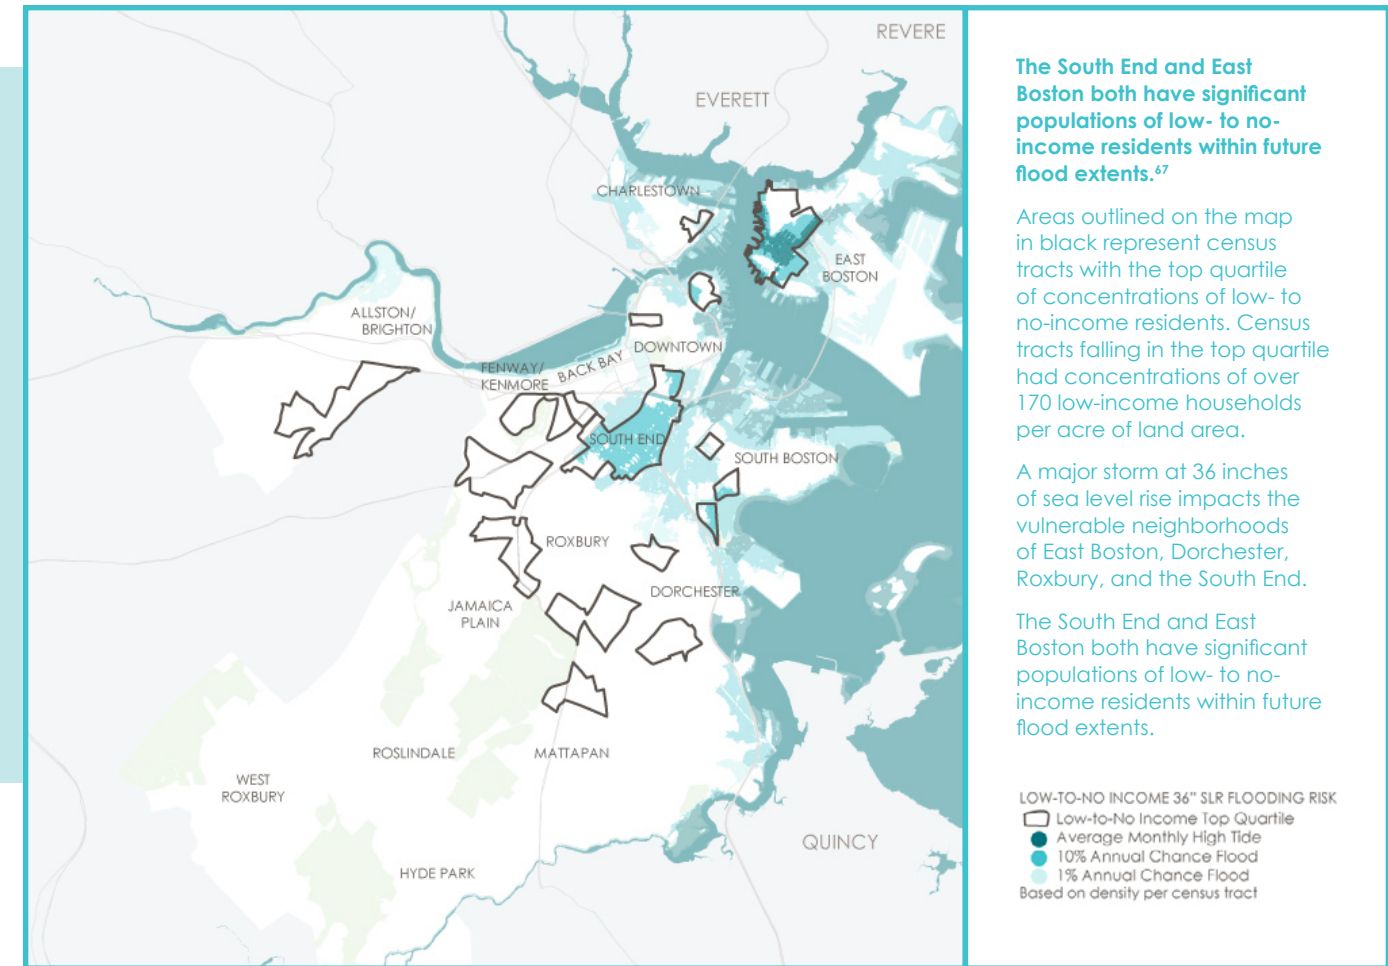 REVERE
EVERETT
CHARLESTOWN
EAST
BOSTON
ALLSTON/
BRIGHTON
DOWNTOWN
BACK BAY
FENWAY/
KENMORE
SOUTH END
SOUTH BOSTON
ROXBURY
DORCHESTER
JAMAICA
PLAIN
ROSLINDALE
MATTAPAN
WEST
ROXBURY
QUINCY
HYDE PARK
The South End and East
Boston both have significant
populations of low- to no-
income residents within future
flood extents.⁶⁷
Areas outlined on the map
in black represent census
tracts with the top quartile
of concentrations of low- to
no-income residents. Census
tracts falling in the top quartile
had concentrations of over
170 low-income households
per acre of land area.
A major storm at 36 inches
of sea level rise impacts the
vulnerable neighborhoods
of East Boston, Dorchester,
Roxbury, and the South End.
The South End and East
Boston both have significant
populations of low- to no-
income residents within future
flood extents.
LOW-TO-NO INCOME 36" SLR FLOODING RISK
Low-to-No Income Top Quartile
Average Monthly High Tide
10% Annual Chance Flood
1% Annual Chance Flood
Based on density per census tract